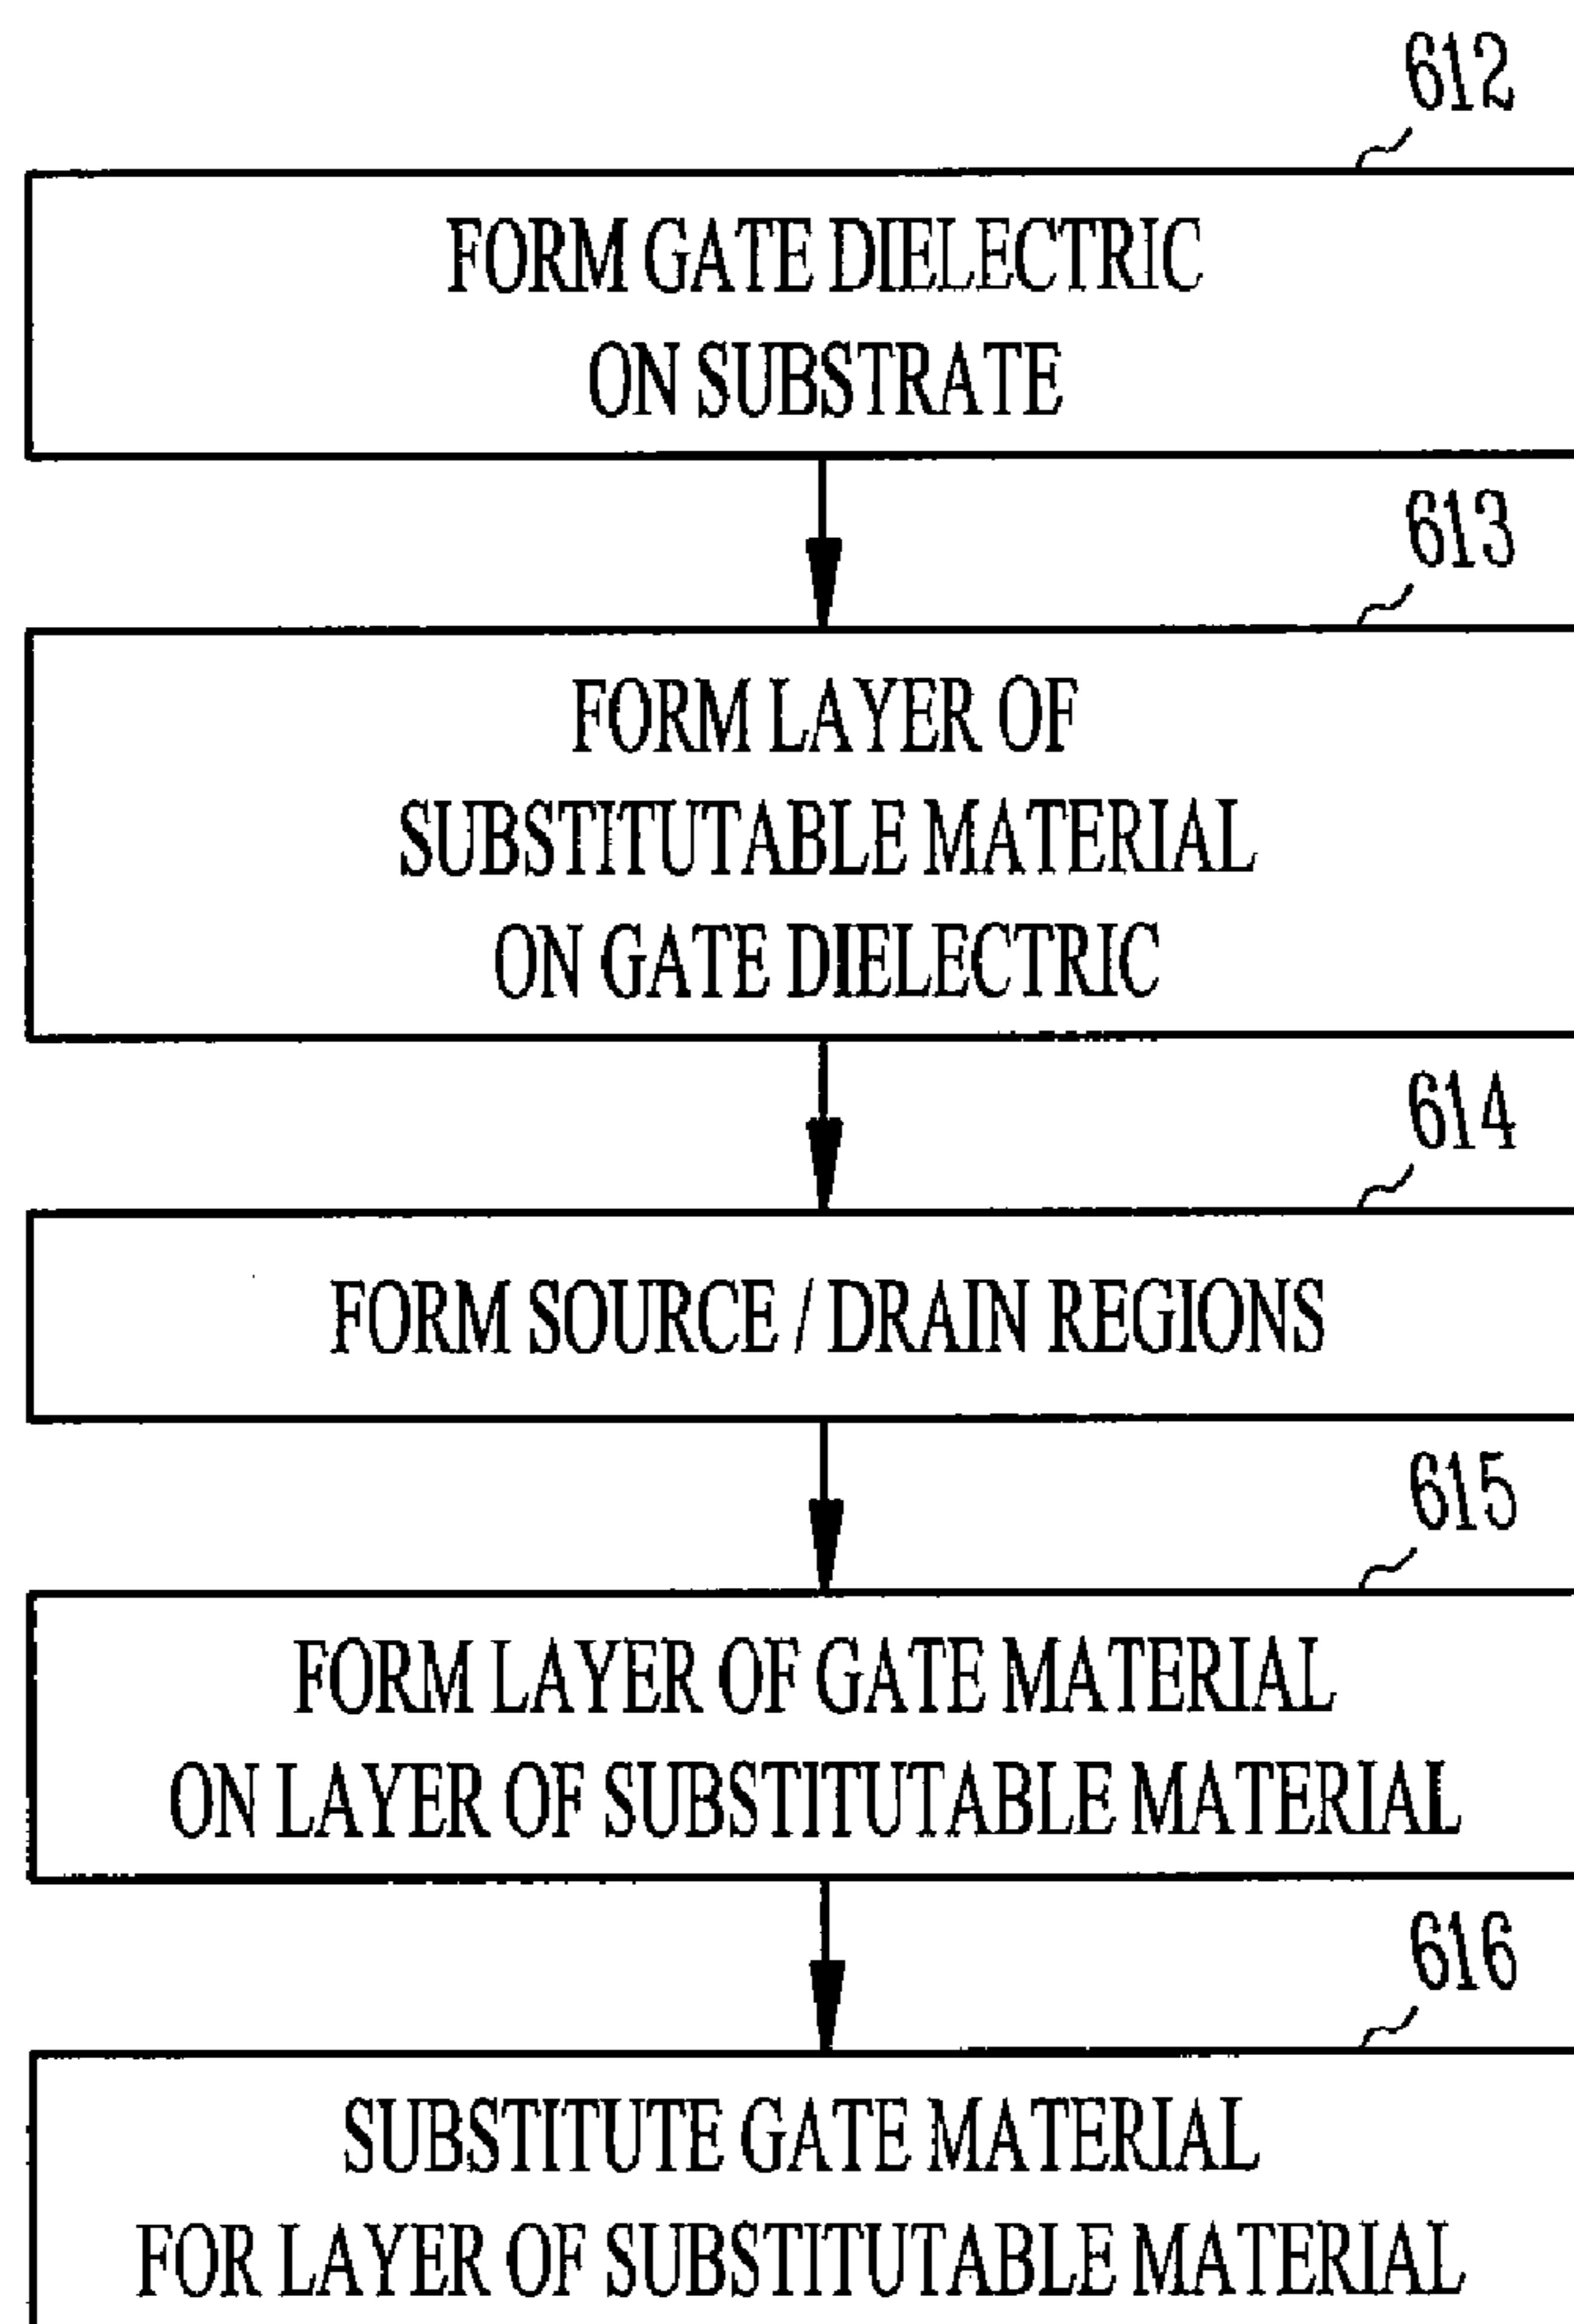 612
FORM GATE DIELECTRIC
ON SUBSTRATE
613
FORM LAYER OF
SUBSTITUTABLE MATERIAL
ON GATE DIELECTRIC
614
FORM SOURCE / DRAIN REGIONS
615
FORM LAYER OF GATE MATERIAL
ON LAYER OF SUBSTITUTABLE MATERIAL
616
SUBSTITUTE GATE MATERIAL
FOR LAYER OF SUBSTITUTABLE MATERIAL